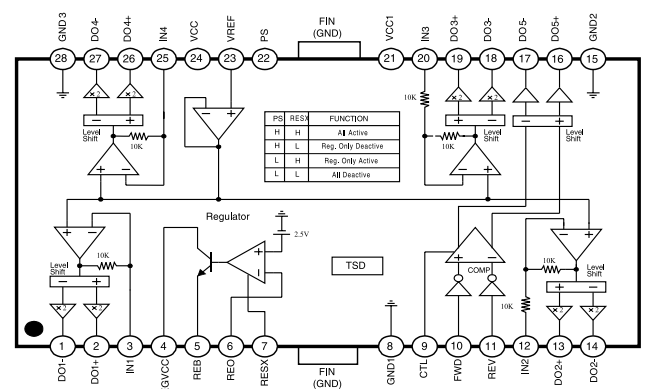 GND3
DO4-
DO4+
IN4
VCC
VREF
PS
FIN
(GND)
VCC1
IN3
DO3+
DO3-
DO5-
DO5+
GND2
28
27
26
25
24
23
22
21
20
19
18
17
16
15
×2
×2
Level
Shift
10K
PS RESX FUNCTION
H H All Active
H L Reg. Only Deactive
L H Reg. Only Active
L L All Deactive
10K
×2
×2
Level
Shift
10K
Level
Shift
Regulator
2.5V
TSD
COMP
10K
Level
Shift
×2
×2
10K
10K
Level
Shift
×2
×2
1
2
3
4
5
6
7
8
9
10
11
12
13
14
DO1-
DO1+
IN1
GVCC
REB
REO
RESX
FIN
(GND)
GND1
CTL
FWD
REV
IN2
DO2+
DO2-